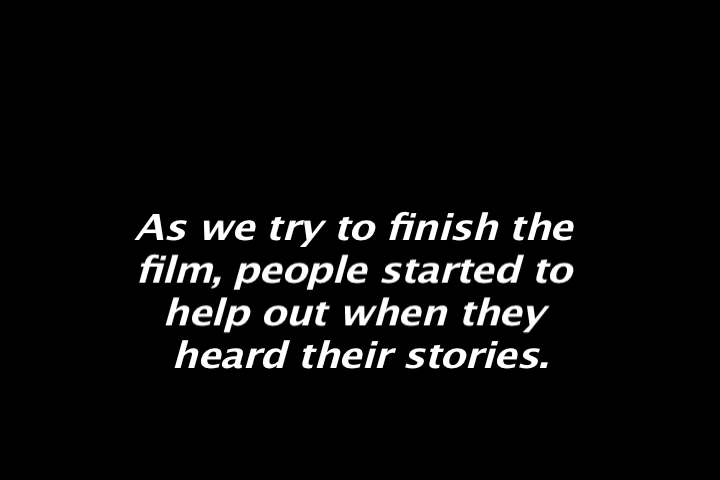 As we try to finish the
film, people started to
help out when they
heard their stories.